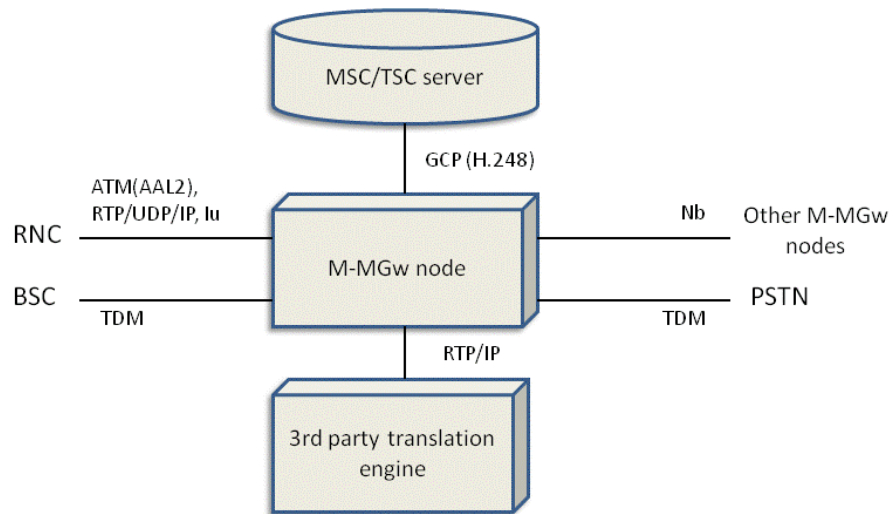 MSC/TSC server
GCP (H.248)
ATM(AAL2),
RTP/UDP/IP, Iu
RNC
M-MGw node
Nb
Other M-MGw
nodes
BSC
TDM
TDM
PSTN
RTP/IP
3rd party translation
engine